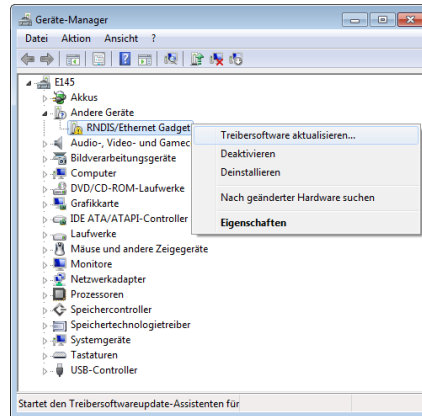 Geräte-Manager
Datei Aktion Ansicht ?
E145
Akkus
Andere Geräte
RNDIS/Ethernet Gadget
Audio-, Video- und Gamec
Bildverarbeitungsgeräte
Computer
DVD/CD-ROM-Laufwerke
Grafikkarte
IDE ATA/ATAPI-Controller
Laufwerke
Mäuse und andere Zeigegeräte
Monitore
Netzwerkadapter
Prozessoren
Speichercontroller
Speichertechnologietreiber
Systemgeräte
Tastaturen
USB-Controller
Treibersoftware aktualisieren...
Deaktivieren
Deinstallieren
Nach geänderter Hardware suchen
Eigenschaften
Startet den Treibersoftwareupdate-Assistenten für